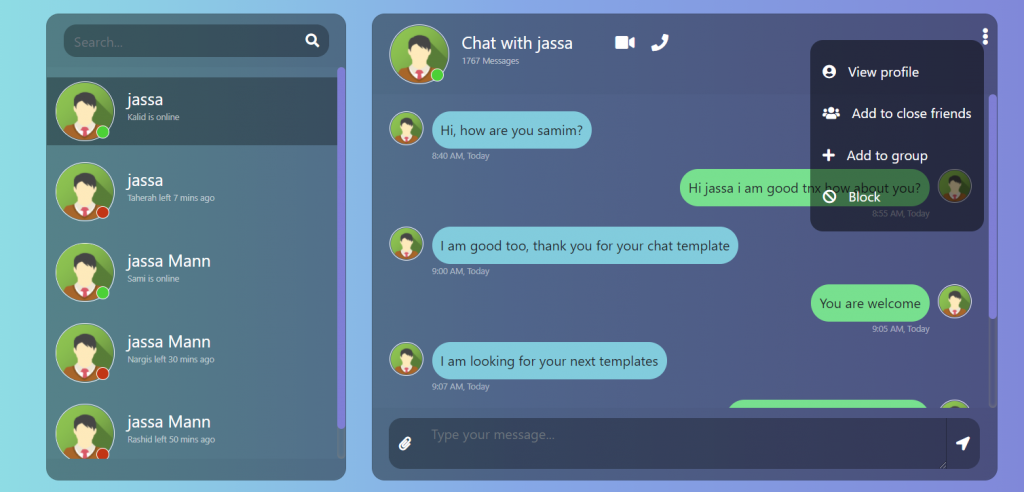 Search...
jassa
Kalid is online
jassa
Taherah left 7 mins ago
jassa Mann
Sami is online
jassa Mann
Nargis left 30 mins ago
jassa Mann
Rashid left 50 mins ago
Chat with jassa
1767 Messages
View profile
Add to close friends
Add to group
Block
Hi, how are you samim?
8:40 AM, Today
Hi jassa i am good tnx how about you?
8:55 AM, Today
I am good too, thank you for your chat template
9:00 AM, Today
You are welcome
9:05 AM, Today
I am looking for your next templates
9:07 AM, Today
Type your message...